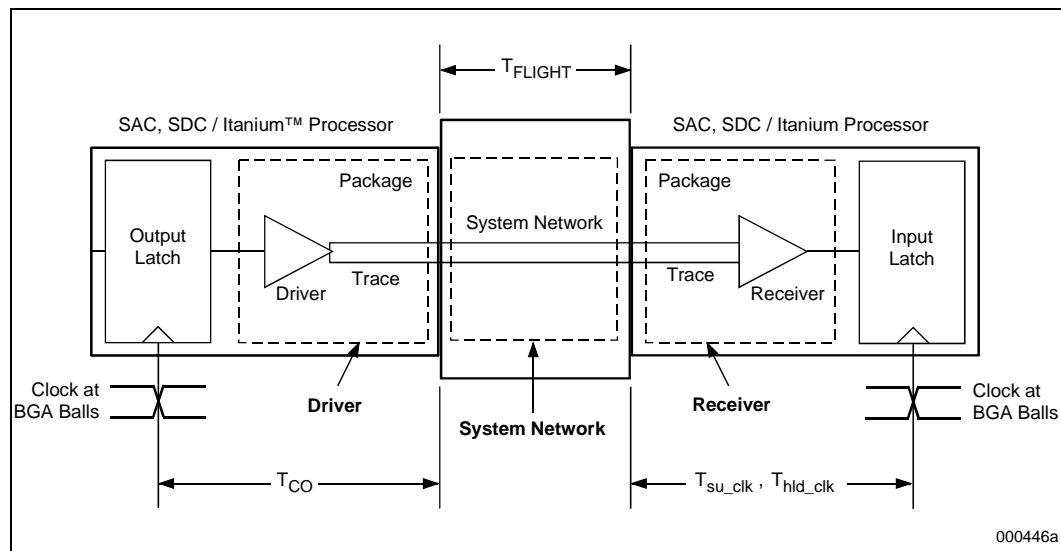 TFLIGHT
SAC, SDC / Itanium™ Processor
SAC, SDC / Itanium Processor
Package
Package
Output
Latch
System Network
Input
Latch
Driver
Trace
Trace
Receiver
Clock at
BGA Balls
Driver
System Network
Receiver
Clock at
BGA Balls
TCO
Tsu_clk , Thld_clk
000446a